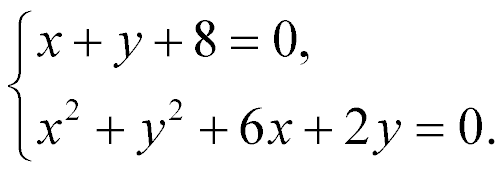 x + y + 8 = 0,
x² + y² + 6x + 2y = 0.